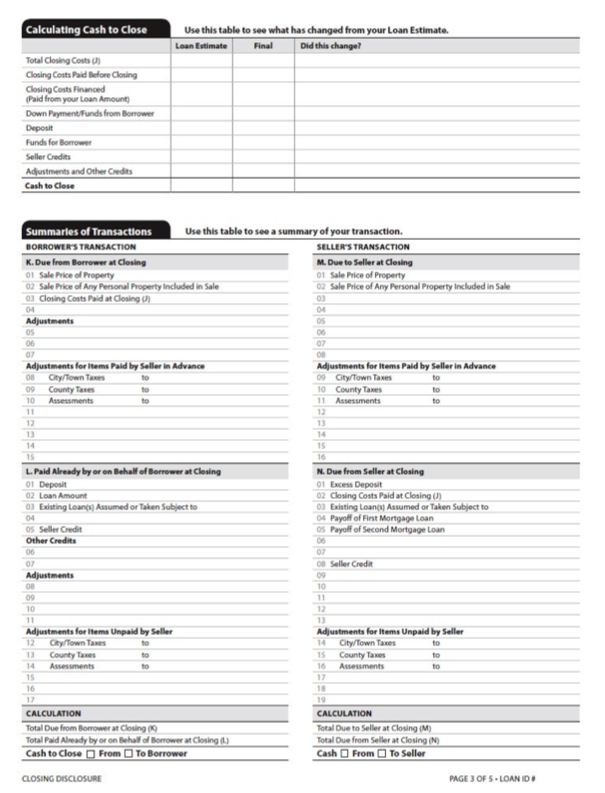 Calculating Cash to Close
Use this table to see what has changed from your Loan Estimate.
Loan Estimate Final Did this change?
Total Closing Costs (J)
Closing Costs Paid Before Closing
Closing Costs Financed
(Paid from your Loan Amount)
Down Payment/Funds from Borrower
Deposit
Funds for Borrower
Seller Credits
Adjustments and Other Credits
Cash to Close
Summaries of Transactions
Use this table to see a summary of your transaction.
BORROWER'S TRANSACTION
K. Due from Borrower at Closing
01 Sale Price of Property
02 Sale Price of Any Personal Property Included in Sale
03 Closing Costs Paid at Closing (J)
04
Adjustments
05
06
07
Adjustments for Items Paid by Seller in Advance
08 City/Town Taxes to
09 County Taxes to
10 Assessments to
11
12
13
14
15
L. Paid Already by or on Behalf of Borrower at Closing
01 Deposit
02 Loan Amount
03 Existing Loan(s) Assumed or Taken Subject to
04
05 Seller Credit
Other Credits
06
07
Adjustments
08
09
10
11
Adjustments for Items Unpaid by Seller
12 City/Town Taxes to
13 County Taxes to
14 Assessments to
15
16
17
CALCULATION
Total Due from Borrower at Closing (K)
Total Paid Already by or on Behalf of Borrower at Closing (L)
Cash to Close ☐ From ☐ To Borrower
SELLER'S TRANSACTION
M. Due to Seller at Closing
01 Sale Price of Property
02 Sale Price of Any Personal Property Included in Sale
03
04
05
06
07
08
Adjustments for Items Paid by Seller in Advance
09 City/Town Taxes to
10 County Taxes to
11 Assessments to
12
13
14
15
16
N. Due from Seller at Closing
01 Excess Deposit
02 Closing Costs Paid at Closing (J)
03 Existing Loan(s) Assumed or Taken Subject to
04 Payoff of First Mortgage Loan
05 Payoff of Second Mortgage Loan
06
07
08 Seller Credit
09
10
11
12
13
Adjustments for Items Unpaid by Seller
14 City/Town Taxes to
15 County Taxes to
16 Assessments to
17
18
19
CALCULATION
Total Due to Seller at Closing (M)
Total Due from Seller at Closing (N)
Cash ☐ From ☐ To Seller
CLOSING DISCLOSURE
PAGE 3 OF 5 • LOAN ID #